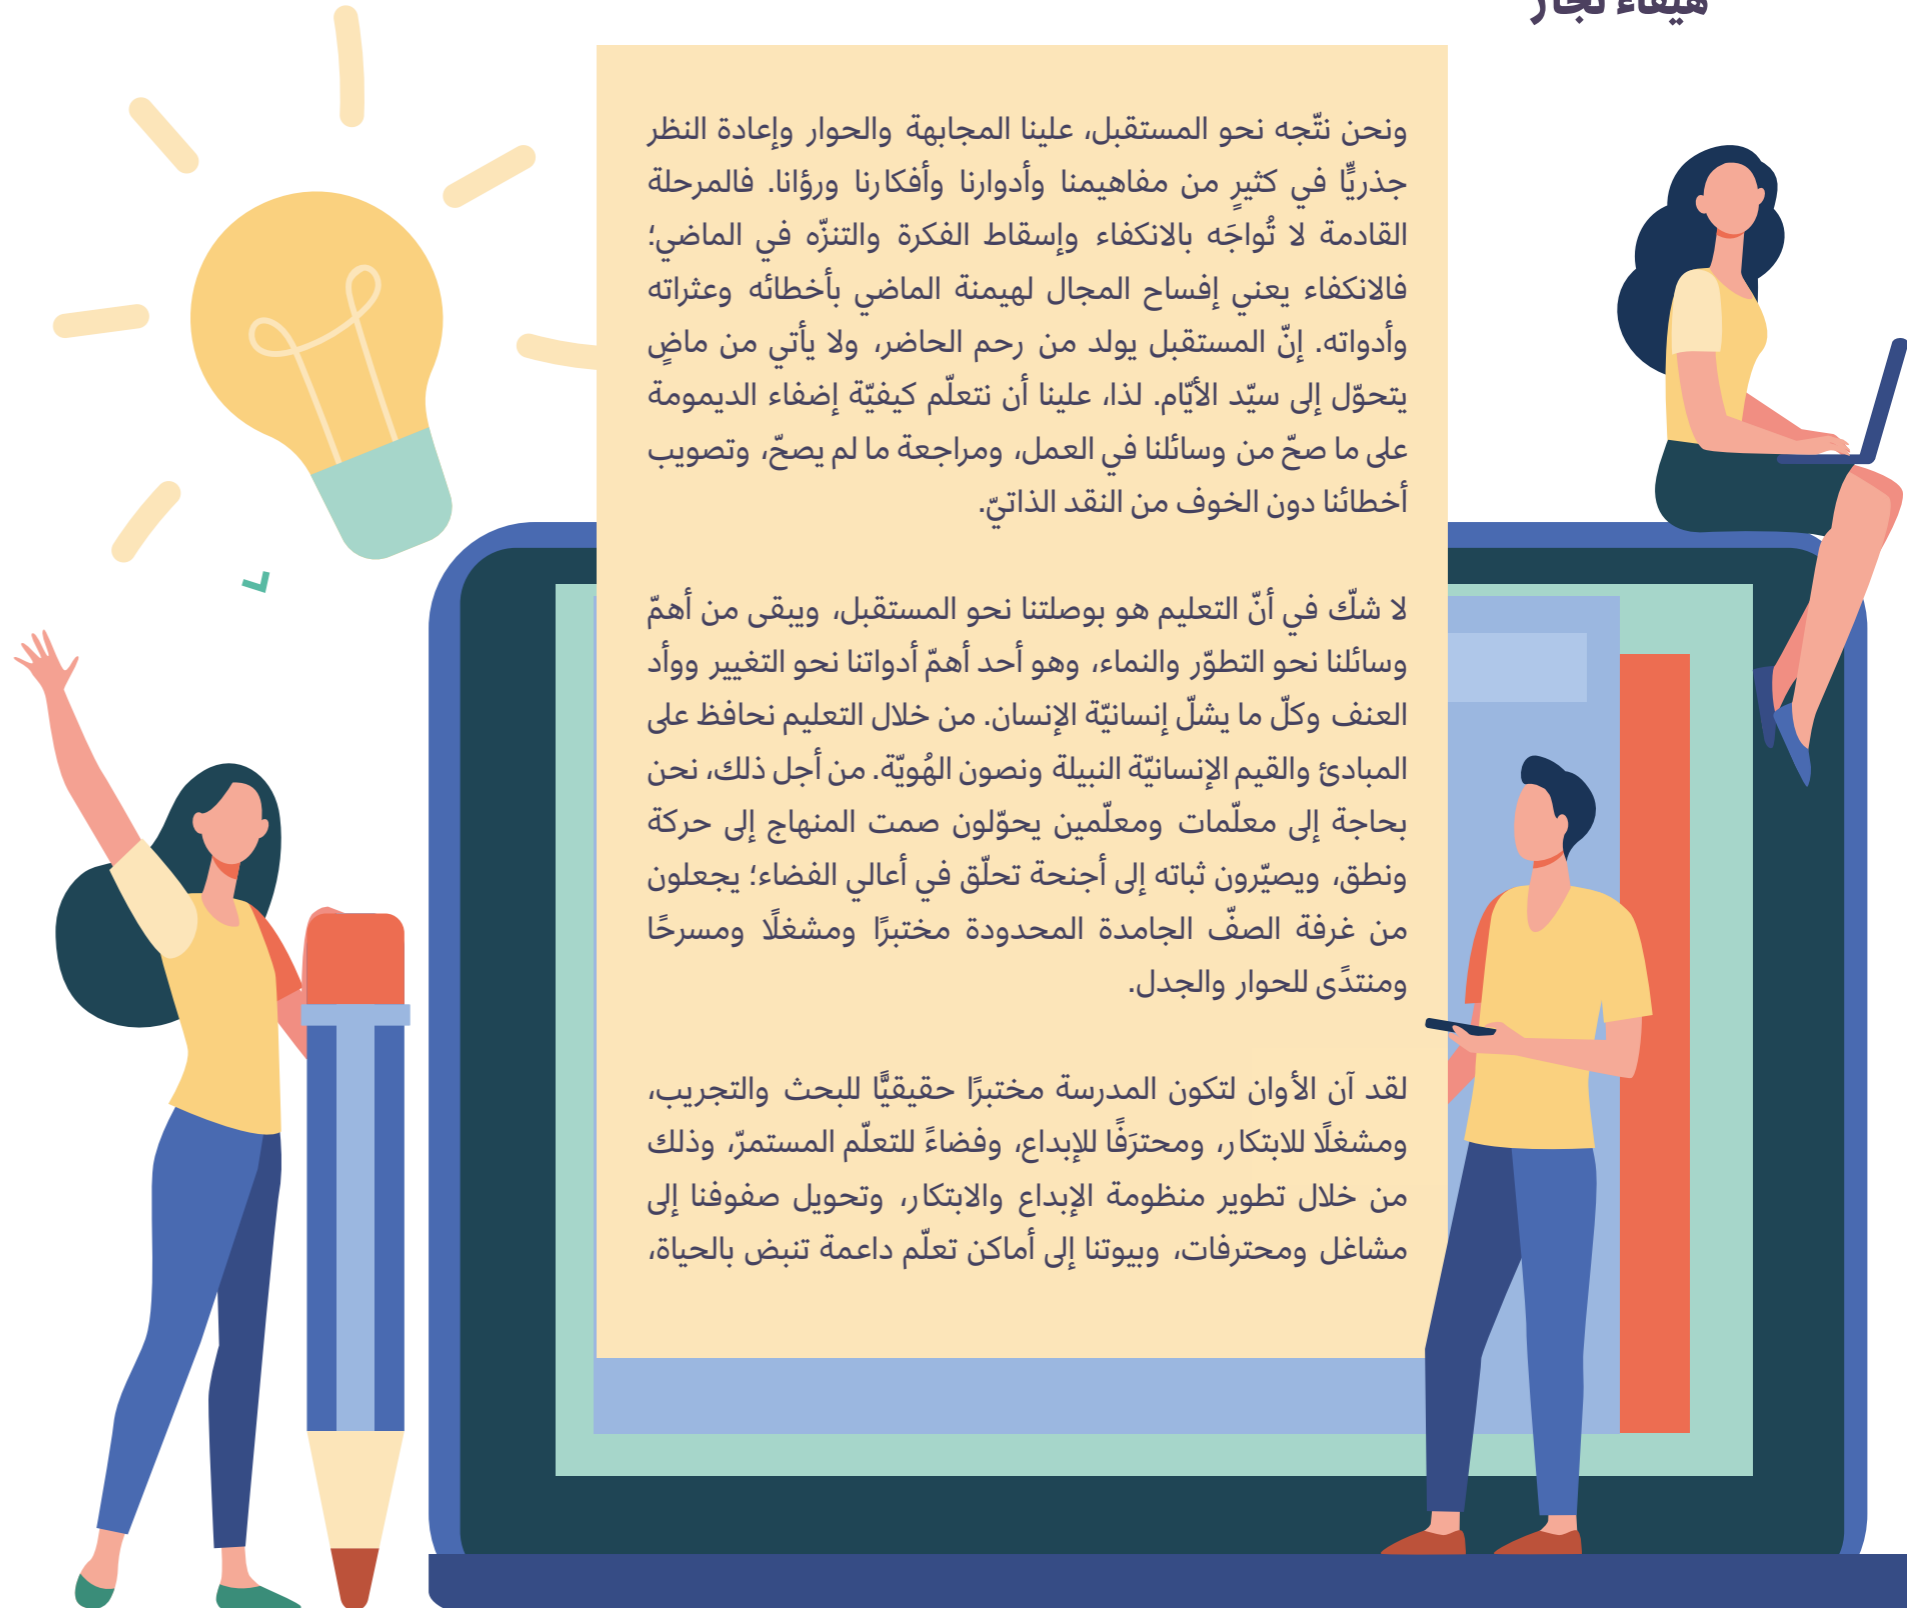 هيفاء نجار
ونحن نتّجه نحو المستقبل، علينا المجابهة والحوار وإعادة النظر
جذريًّا في كثيرٍ من مفاهيمنا وأدوارنا وأفكارنا ورؤانا. فالمرحلة
القادمة لا تُواجَه بالانكفاء وإسقاط الفكرة والتنزّه في الماضي؛
فالانكفاء يعني إفساح المجال لهيمنة الماضي بأخطائه وعثراته
وأدواته. إنّ المستقبل يولد من رحم الحاضر، ولا يأتي من ماضٍ
يتحوّل إلى سيّد الأيّام. لذا، علينا أن نتعلّم كيفيّة إضفاء الديمومة
على ما صحّ من وسائلنا في العمل، ومراجعة ما لم يصحّ، وتصويب
أخطائنا دون الخوف من النقد الذاتيّ.
لا شكّ في أنّ التعليم هو بوصلتنا نحو المستقبل، ويبقى من أهمّ
وسائلنا نحو التطوّر والنماء، وهو أحد أهمّ أدواتنا نحو التغيير ووأد
العنف وكلّ ما يشلّ إنسانيّة الإنسان. من خلال التعليم نحافظ على
المبادئ والقيم الإنسانيّة النبيلة ونصون الهُويّة. من أجل ذلك، نحن
بحاجة إلى معلّمات ومعلّمين يحوّلون صمت المنهاج إلى حركة
ونطق، ويصيّرون ثباته إلى أجنحة تحلّق في أعالي الفضاء؛ يجعلون
من غرفة الصفّ الجامدة المحدودة مختبرًا ومشغلًا ومسرحًا
ومنتدًى للحوار والجدل.
لقد آن الأوان لتكون المدرسة مختبرًا حقيقيًّا للبحث والتجريب،
ومشغلًا للابتكار، ومحترَفًا للإبداع، وفضاءً للتعلّم المستمرّ، وذلك
من خلال تطوير منظومة الإبداع والابتكار، وتحويل صفوفنا إلى
مشاغل ومحترفات، وبيوتنا إلى أماكن تعلّم داعمة تنبض بالحياة،